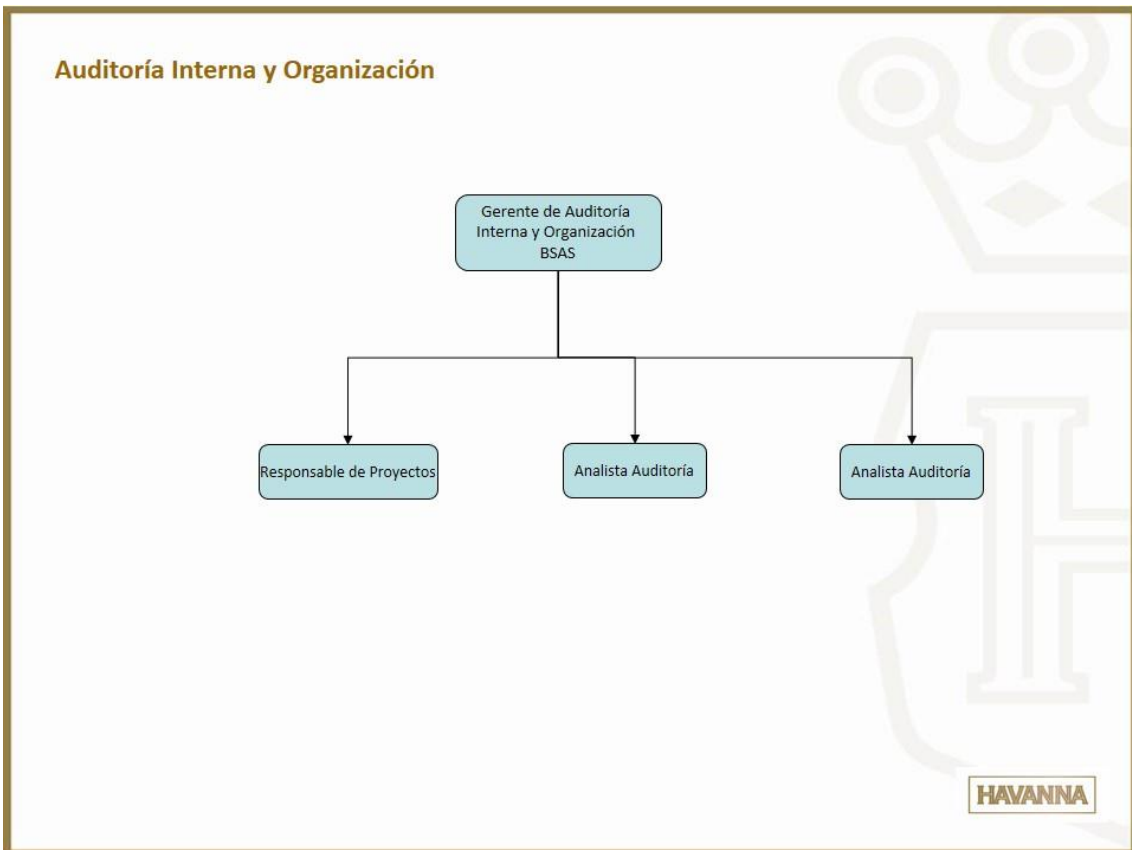 Auditoría Interna y Organización
Gerente de Auditoría
Interna y Organización
BSAS
Responsable de Proyectos
Analista Auditoría
Analista Auditoría
HAVANNA